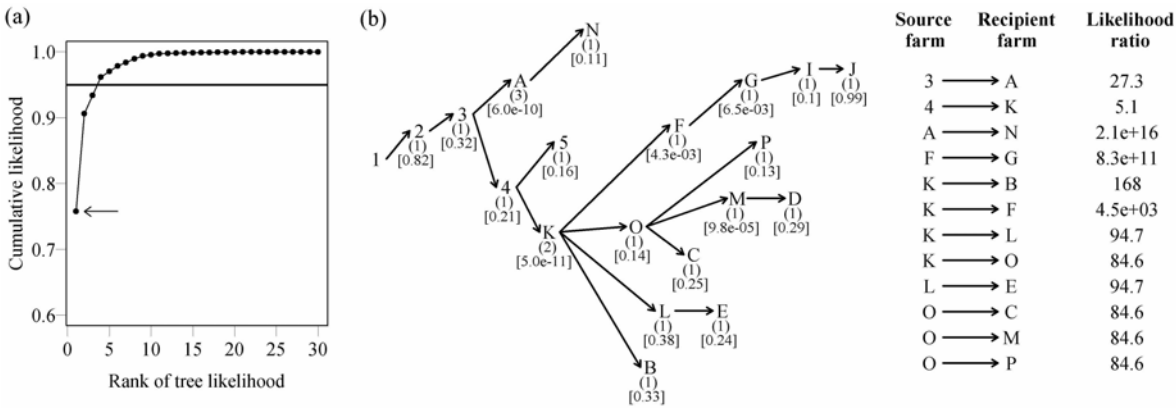 (a)
Cumulative likelihood
1.0
0.9
0.8
0.7
0.6
0 5 10 15 20 25 30
Rank of tree likelihood
(b)
1
2
(1)
[0.82]
3
(1)
[0.32]
A
(3)
[6.0e-10]
N
(1)
[0.11]
4
(1)
[0.21]
5
(1)
[0.16]
K
(2)
[5.0e-11]
F
(1)
[4.3e-03]
G
(1)
[6.5e-03]
I
(1)
[0.1]
J
(1)
[0.99]
O
(1)
[0.14]
P
(1)
[0.13]
M
(1)
[9.8e-05]
D
(1)
[0.29]
C
(1)
[0.25]
L
(1)
[0.38]
E
(1)
[0.24]
B
(1)
[0.33]
Source farm Recipient farm Likelihood ratio
3 A 27.3
4 K 5.1
A N 2.1e+16
F G 8.3e+11
K B 168
K F 4.5e+03
K L 94.7
K O 84.6
L E 94.7
O C 84.6
O M 84.6
O P 84.6